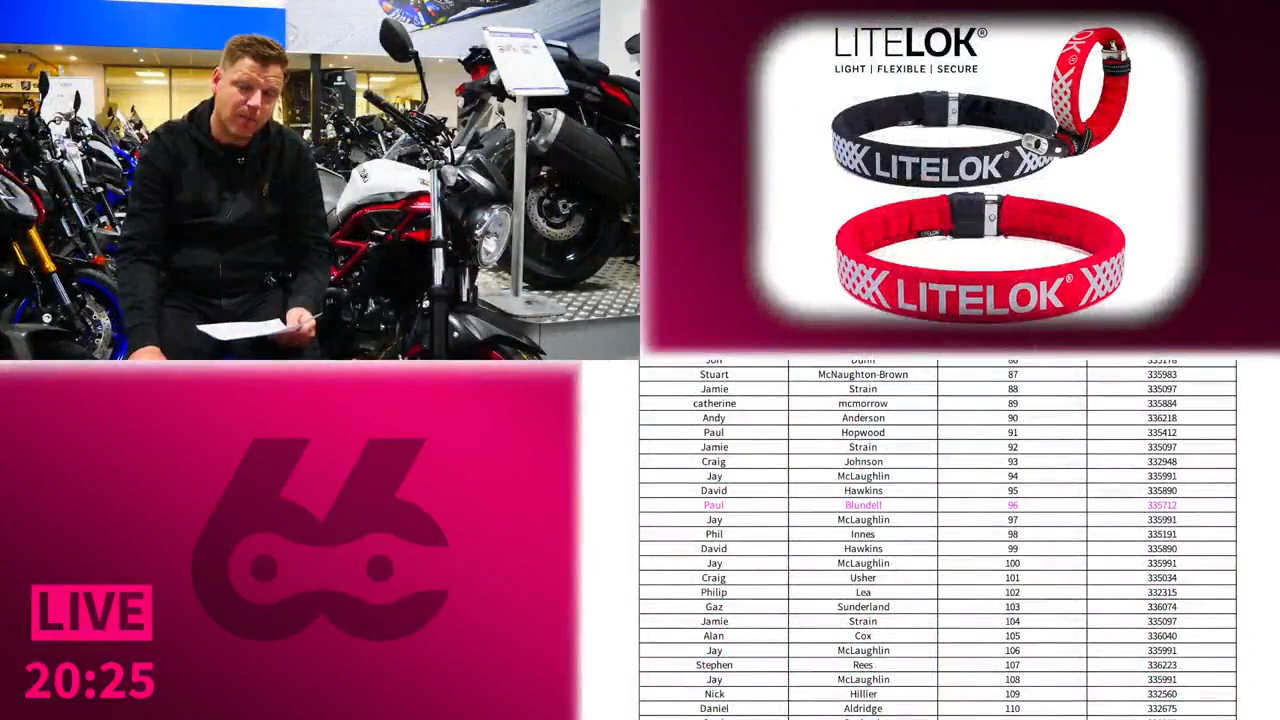 LITELOK®
LIGHT | FLEXIBLE | SECURE
LITELOK®
LITELOK®
Stuart McNaughton-Brown 87 335983
Jamie Strain 88 335097
catherine mcmorrow 89 335884
Andy Anderson 90 336218
Paul Hopwood 91 335412
Jamie Strain 92 335097
Craig Johnson 93 332948
Jay McLaughlin 94 335991
David Hawkins 95 335890
Paul Blundell 96 335712
Jay McLaughlin 97 335991
Phil Innes 98 335191
David Hawkins 99 335890
Jay McLaughlin 100 335991
Craig Usher 101 335034
Philip Lea 102 332315
Gaz Sunderland 103 336074
Jamie Strain 104 335097
Alan Cox 105 336040
Jay McLaughlin 106 335991
Stephen Rees 107 336223
Jay McLaughlin 108 335991
Nick Hillier 109 332560
Daniel Aldridge 110 332675
66
LIVE
20:25